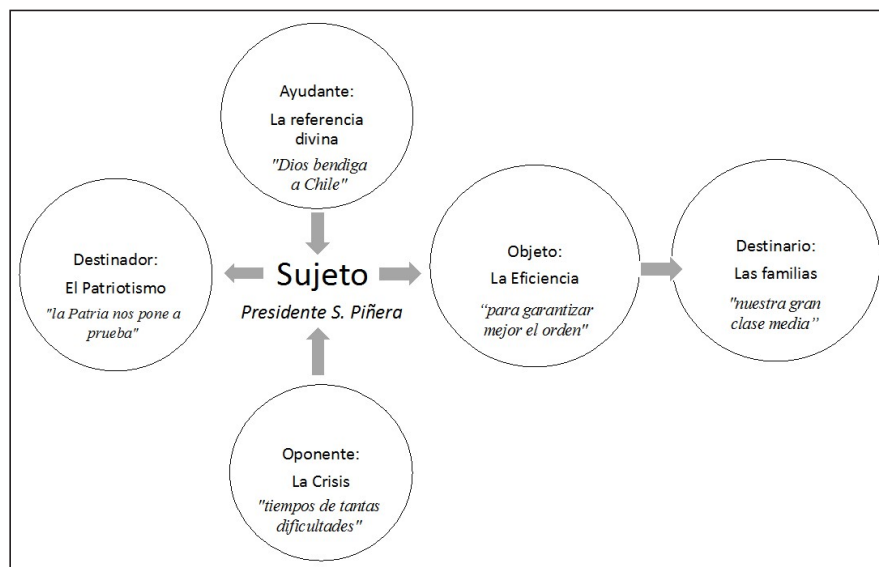 Ayudante:
La referencia
divina
"Dios bendiga
a Chile"
Destinador:
El Patriotismo
"la Patria nos pone a
prueba"
Sujeto
Presidente S. Piñera
Objeto:
La Eficiencia
“para garantizar
mejor el orden"
Destinario:
Las familias
"nuestra gran
clase media”
Oponente:
La Crisis
"tiempos de tantas
dificultades"